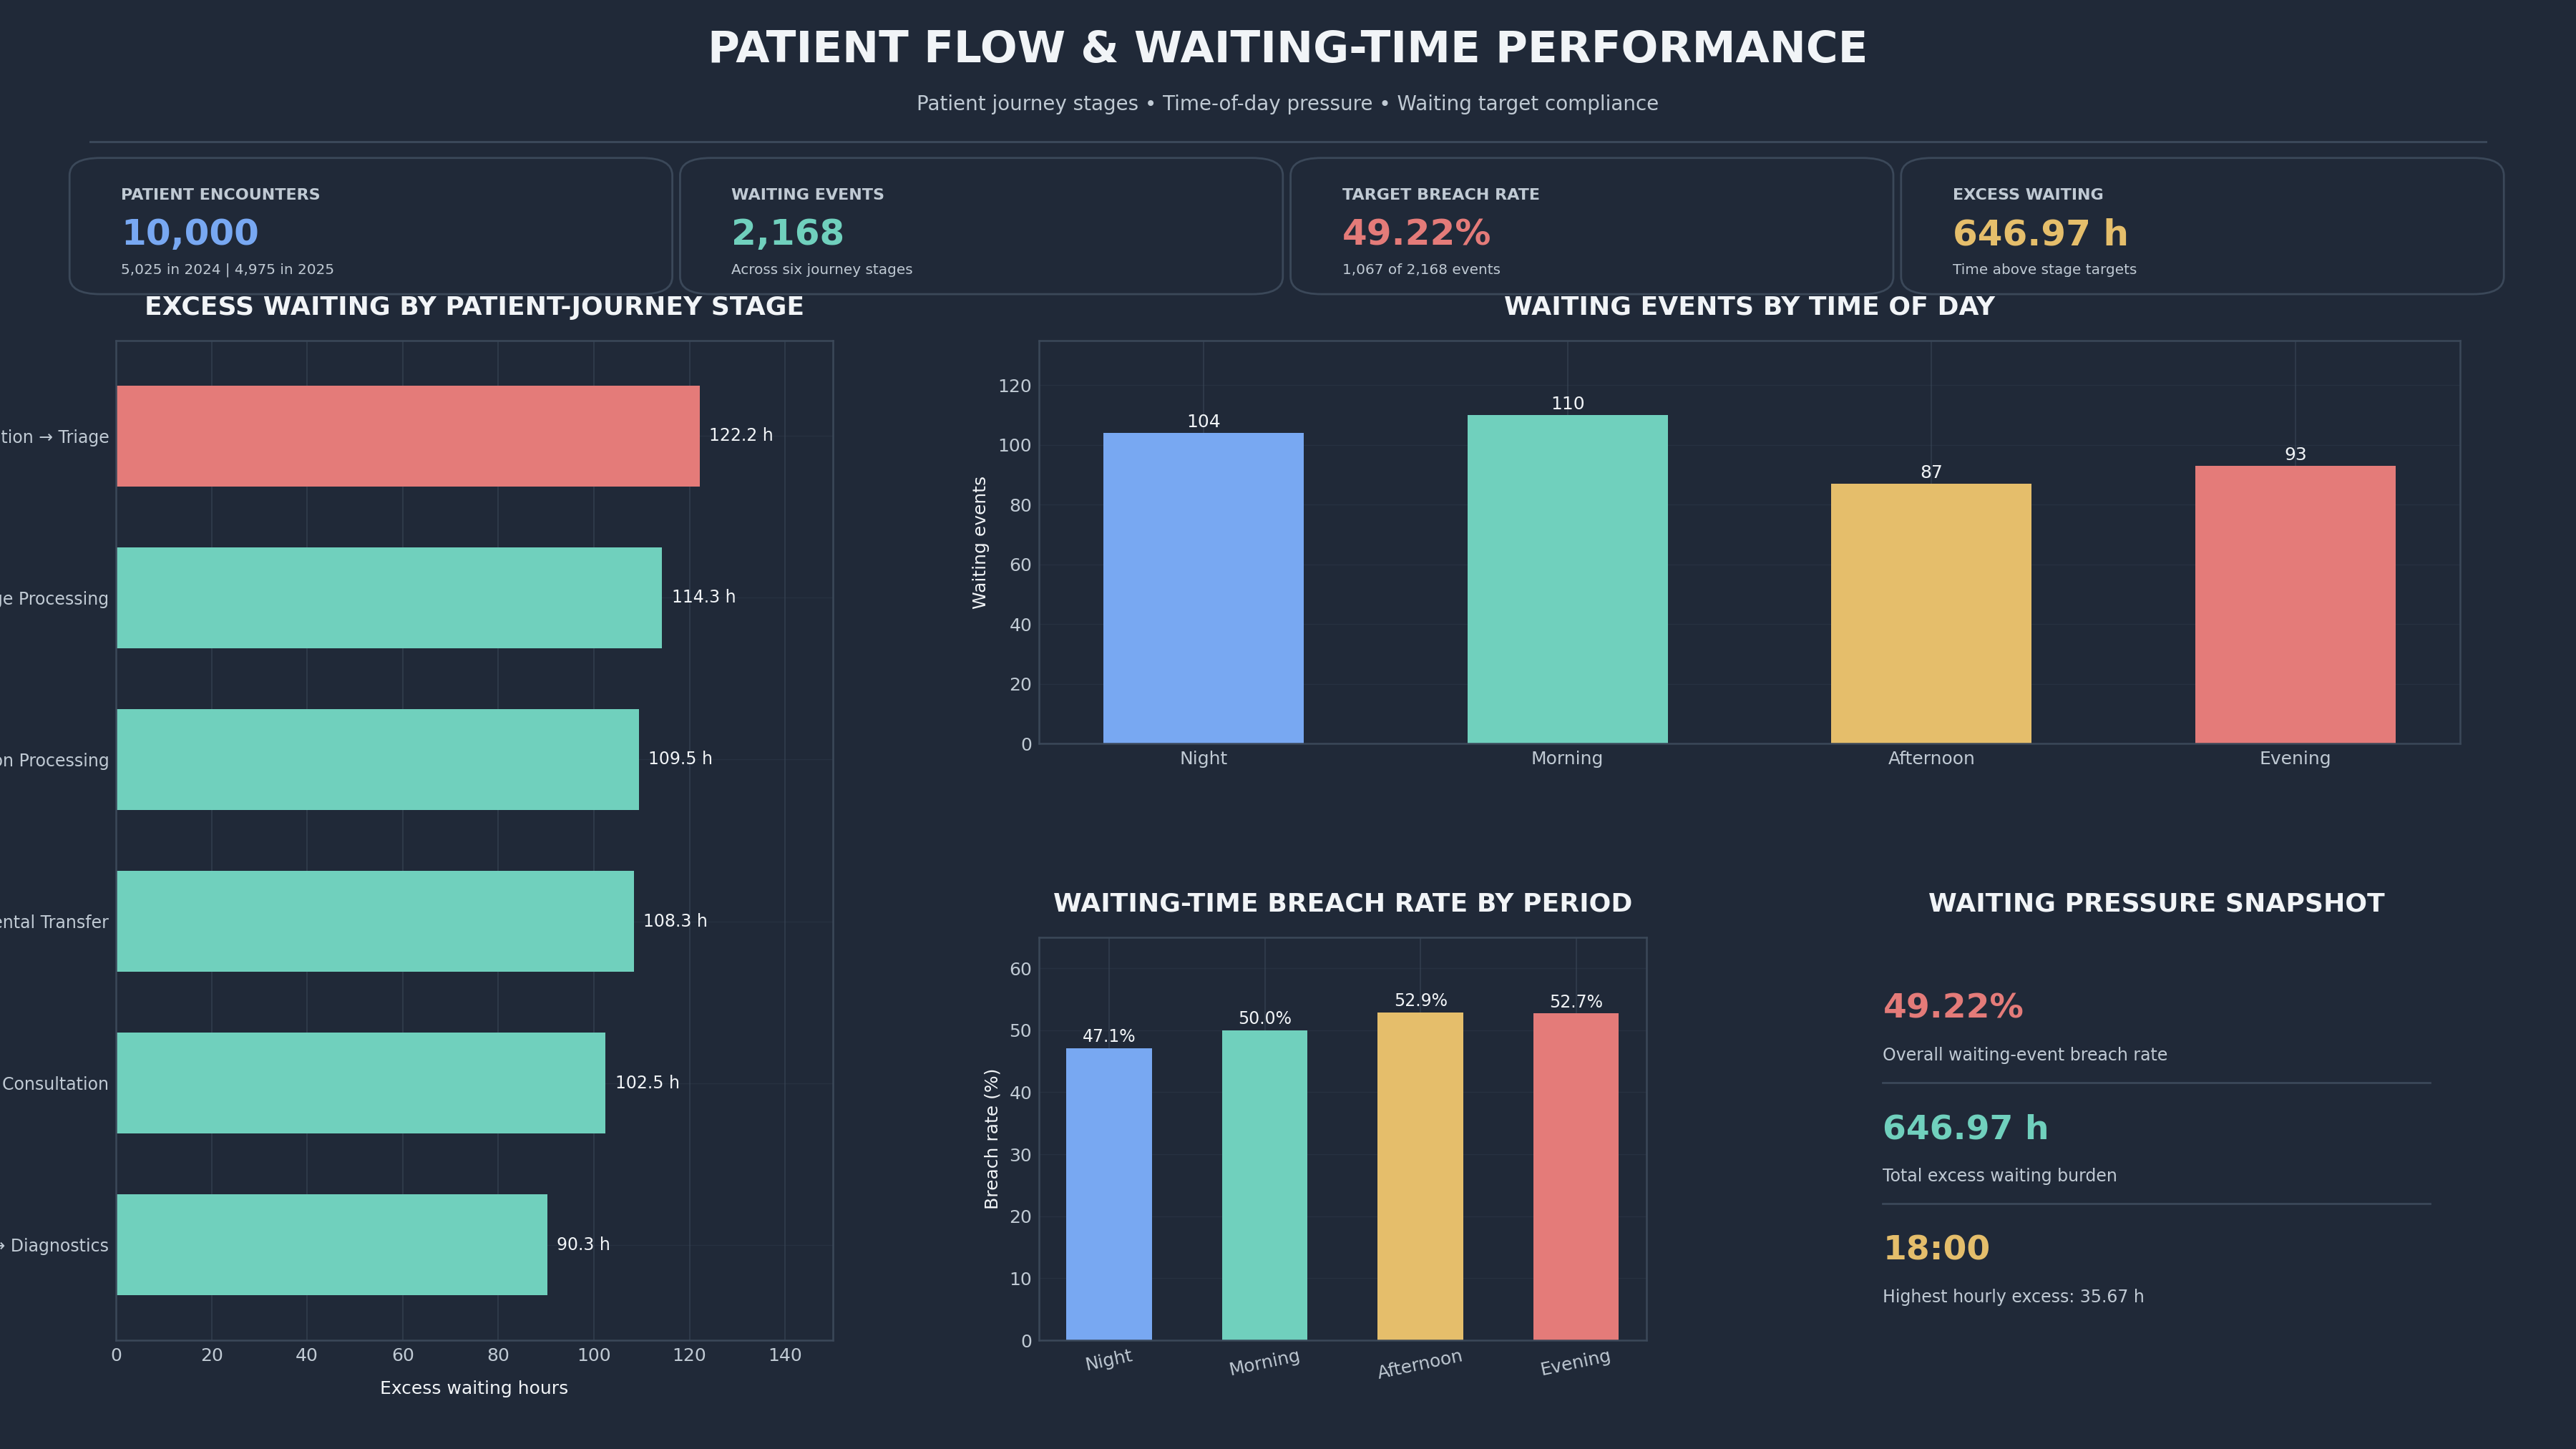 PATIENT FLOW & WAITING-TIME PERFORMANCE
Patient journey stages • Time-of-day pressure • Waiting target compliance
PATIENT ENCOUNTERS
10,000
5,025 in 2024 | 4,975 in 2025
WAITING EVENTS
2,168
Across six journey stages
TARGET BREACH RATE
49.22%
1,067 of 2,168 events
EXCESS WAITING
646.97 h
Time above stage targets
EXCESS WAITING BY PATIENT-JOURNEY STAGE
tion → Triage
122.2 h
ge Processing
114.3 h
on Processing
109.5 h
ental Transfer
108.3 h
Consultation
102.5 h
→ Diagnostics
90.3 h
0 20 40 60 80 100 120 140
Excess waiting hours
WAITING EVENTS BY TIME OF DAY
Waiting events
120
100
80
60
40
20
0
104
110
87
93
Night Morning Afternoon Evening
WAITING-TIME BREACH RATE BY PERIOD
Breach rate (%)
60
50
40
30
20
10
0
47.1%
50.0%
52.9%
52.7%
Night Morning Afternoon Evening
WAITING PRESSURE SNAPSHOT
49.22%
Overall waiting-event breach rate
646.97 h
Total excess waiting burden
18:00
Highest hourly excess: 35.67 h